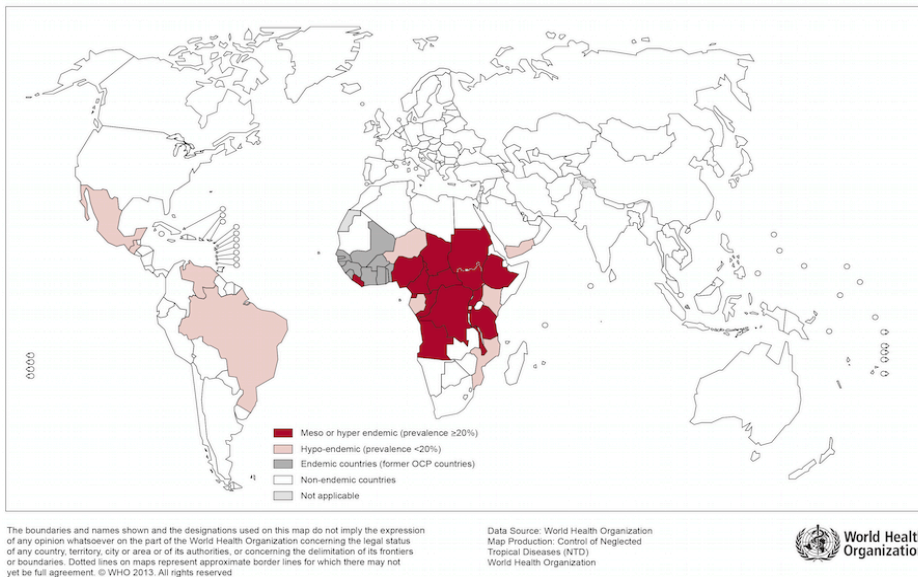 Meso or hyper endemic (prevalence ≥20%)
Hypo-endemic (prevalence <20%)
Endemic countries (former OCP countries)
Non-endemic countries
Not applicable
The boundaries and names shown and the designations used on this map do not imply the expression
of any opinion whatsoever on the part of the World Health Organization concerning the legal status
of any country, territory, city or area or of its authorities, or concerning the delimitation of its frontiers
or boundaries. Dotted lines on maps represent approximate border lines for which there may not
yet be full agreement. © WHO 2013. All rights reserved
Data Source: World Health Organization
Map Production: Control of Neglected
Tropical Diseases (NTD)
World Health Organization
World Healt
Organizatio